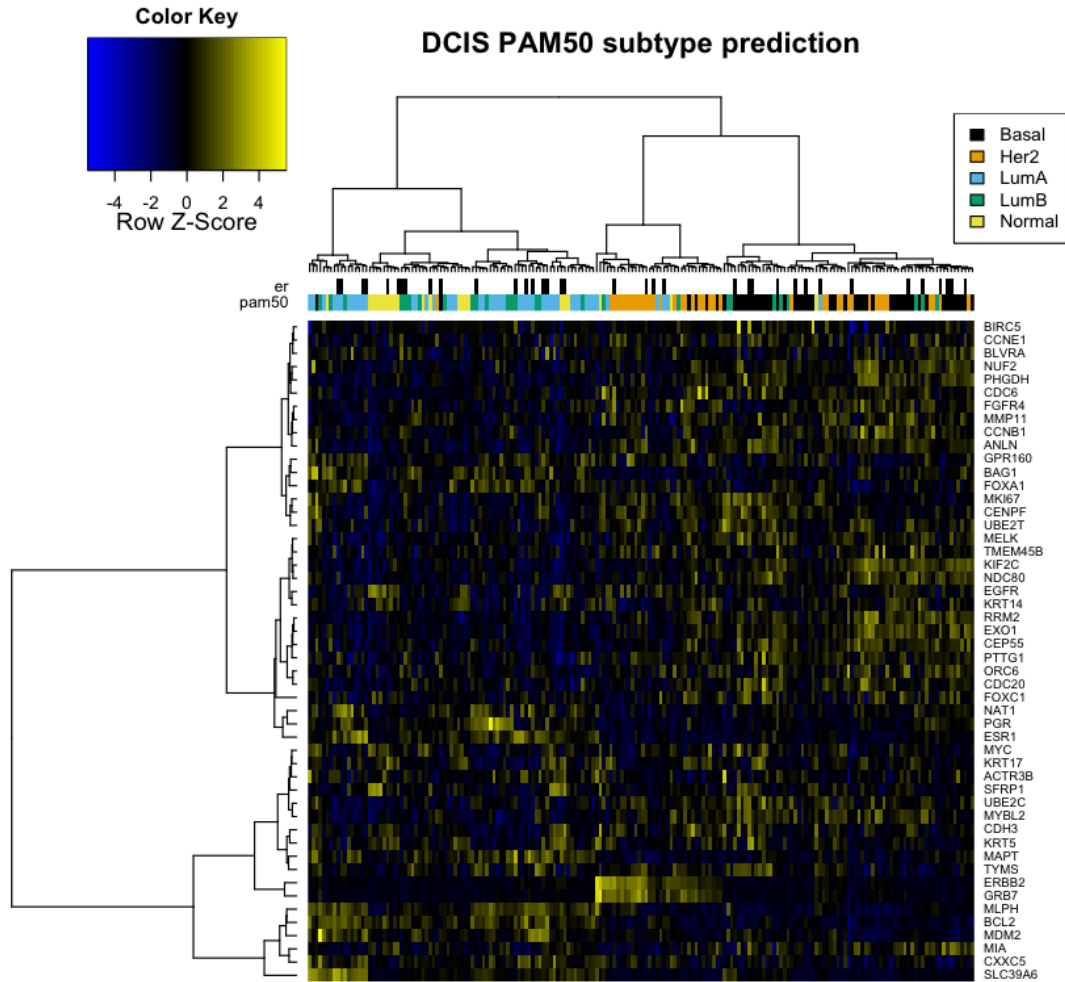 Color Key
-4 -2 0 2 4
Row Z-Score
DCIS PAM50 subtype prediction
Basal
Her2
LumA
LumB
Normal
er
pam50
BIRC5
CCNE1
BLVRA
NUF2
PHGDH
CDC6
FGFR4
MMP11
CCNB1
ANLN
GPR160
BAG1
FOXA1
MKI67
CENPF
UBE2T
MELK
TMEM45B
KIF2C
NDC80
EGFR
KRT14
RRM2
EXO1
CEP55
PTTG1
ORC6
CDC20
FOXC1
NAT1
PGR
ESR1
MYC
KRT17
ACTR3B
SFRP1
UBE2C
MYBL2
CDH3
KRT5
MAPT
TYMS
ERBB2
GRB7
MLPH
BCL2
MDM2
MIA
CXXC5
SLC39A6